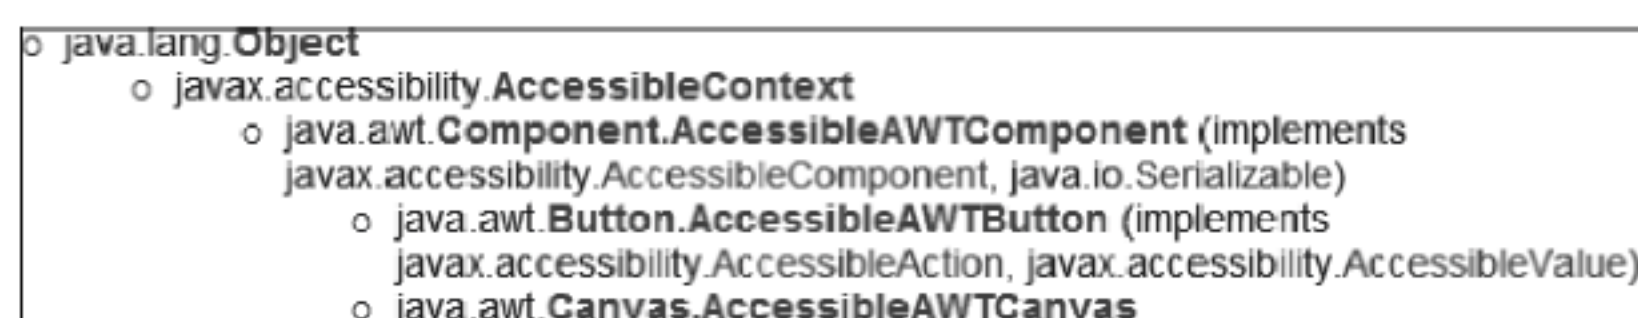 o java.lang.Object
o javax.accessibility.AccessibleContext
o java.awt.Component.AccessibleAWTComponent (implements
javax.accessibility.AccessibleComponent, java.io.Serializable)
o java.awt.Button.AccessibleAWTButton (implements
javax.accessibility.AccessibleAction, javax.accessibility.AccessibleValue)
o java.awt.Canvas.AccessibleAWTCanvas